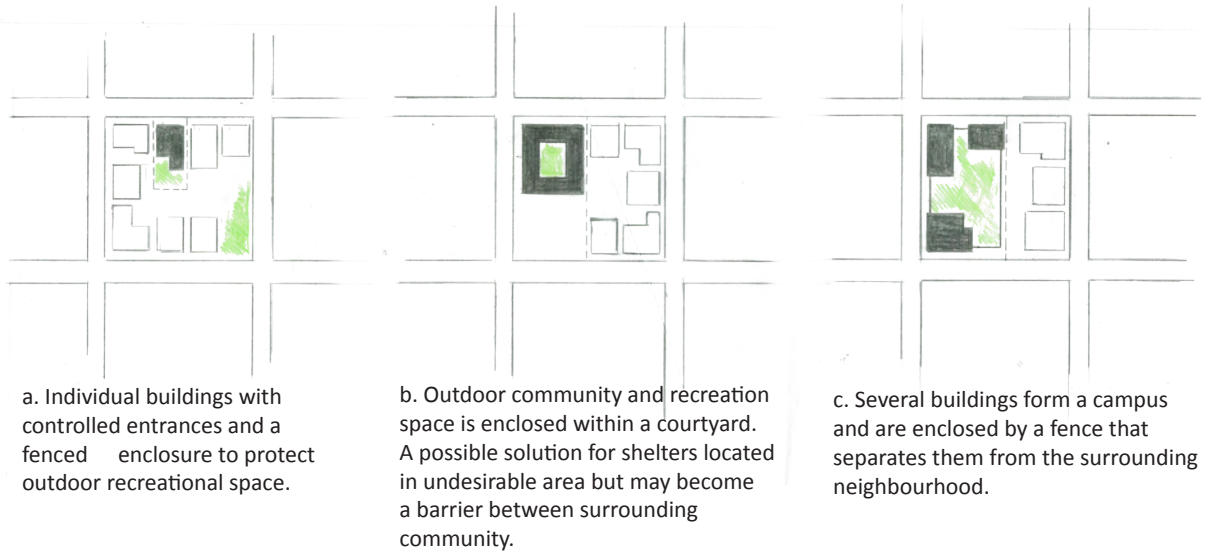 a. Individual buildings with
controlled entrances and a
fenced enclosure to protect
outdoor recreational space.
b. Outdoor community and recreation
space is enclosed within a courtyard.
A possible solution for shelters located
in undesirable area but may become
a barrier between surrounding
community.
c. Several buildings form a campus
and are enclosed by a fence that
separates them from the surrounding
neighbourhood.